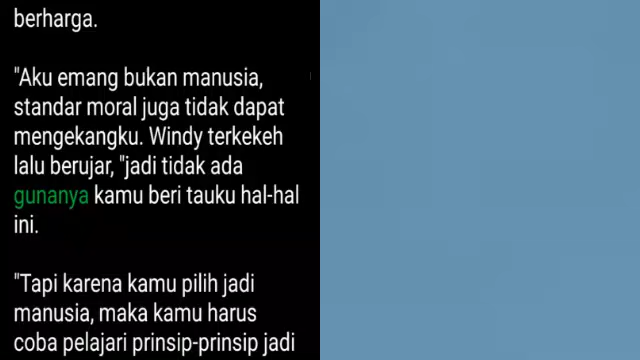 berharga.
"Aku emang bukan manusia,
standar moral juga tidak dapat
mengekangku. Windy terkekeh
lalu berujar, "jadi tidak ada
gunanya kamu beri tauku hal-hal
ini.
"Tapi karena kamu pilih jadi
manusia, maka kamu harus
coba pelajari prinsip-prinsip jadi